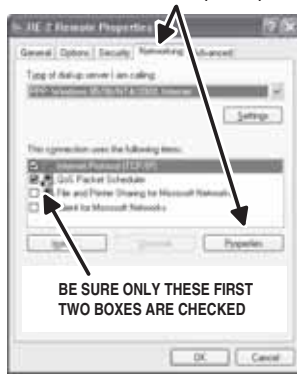 JIE-2 Remote Properties
General Options Security Networking Advanced
Type of dial-up server I am calling:
PPP: Windows 95/98/NT4/2000, Internet
Settings
This connection uses the following items:
Internet Protocol (TCP/IP)
QoS Packet Scheduler
File and Printer Sharing for Microsoft Networks
Client for Microsoft Networks
Properties
BE SURE ONLY THESE FIRST
TWO BOXES ARE CHECKED
OK Cancel